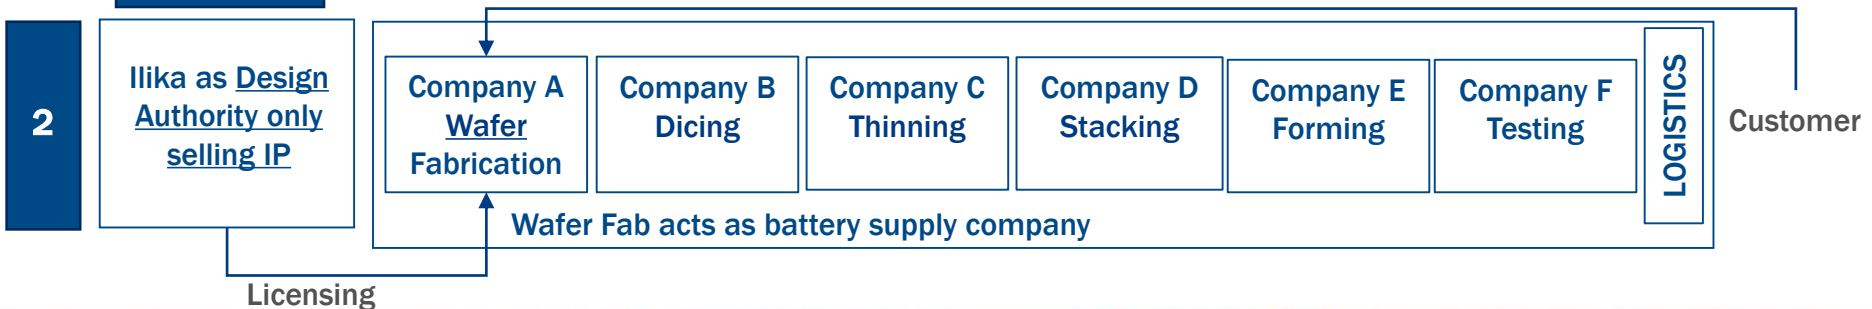 2
Ilika as Design
Authority only
selling IP
Company A
Wafer
Fabrication
Company B
Dicing
Company C
Thinning
Company D
Stacking
Company E
Forming
Company F
Testing
LOGISTICS
Customer
Wafer Fab acts as battery supply company
Licensing